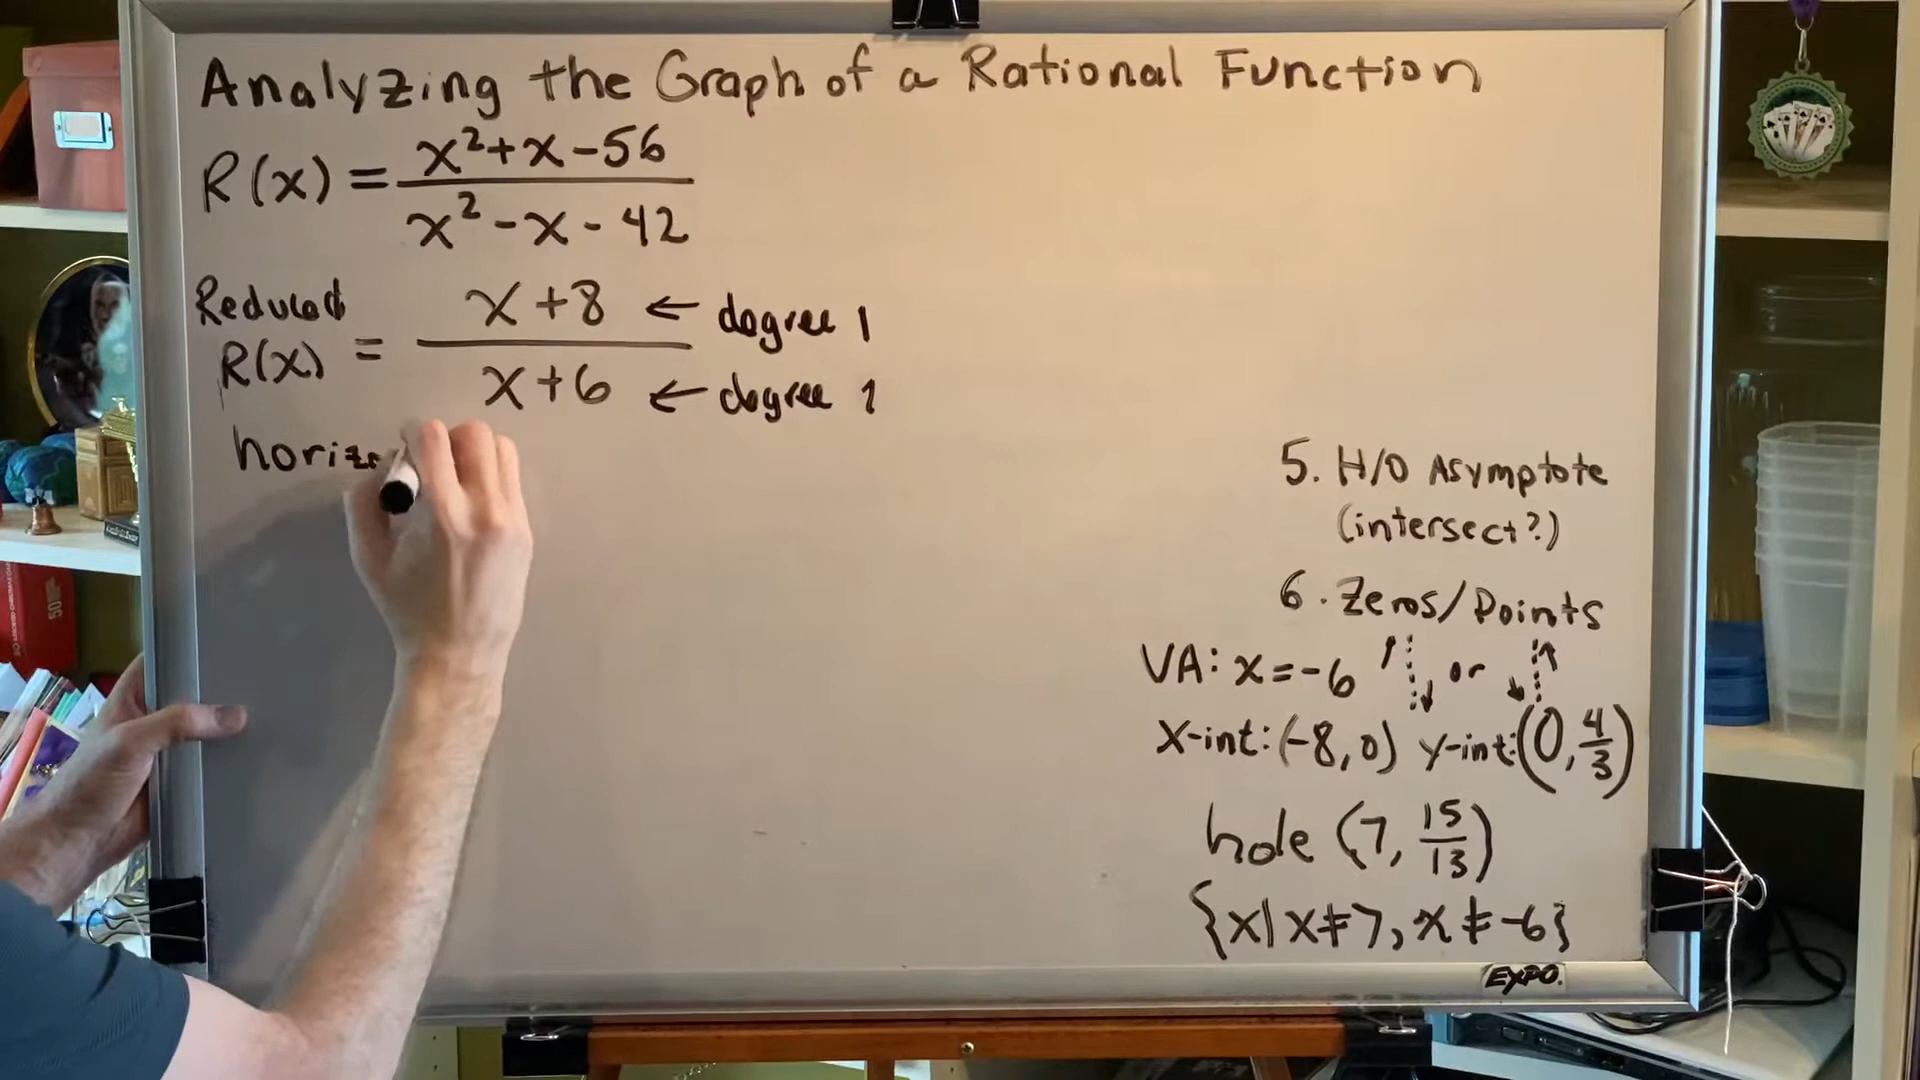 Analyzing the Graph of a Rational Function
R(x) = x²+x-56 / x²-x-42
Reduced
R(x) = x+8 / x+6
← degree 1
← degree 1
horizo
5. H/O Asymptote
(intersect?)
6. Zeros/Points
VA: x=-6 or
x-int: (-8,0) y-int: (0, 4/3)
hole (7, 15/13)
{x| x≠7, x≠-6}
EXPO.
50